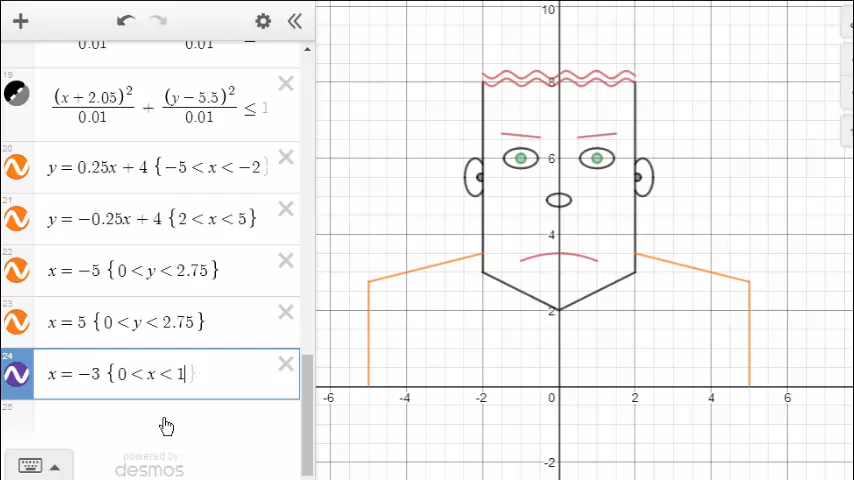 0.01 0.01
19
(x + 2.05)² / 0.01 + (y − 5.5)² / 0.01 ≤ 1
20
y = 0.25x + 4 {−5 < x < −2}
21
y = −0.25x + 4 {2 < x < 5}
22
x = −5 {0 < y < 2.75}
23
x = 5 {0 < y < 2.75}
24
x = −3 {0 < x < 1}
25
powered by
desmos
10
8
6
4
2
-6 -4 -2 0 2 4 6
-2